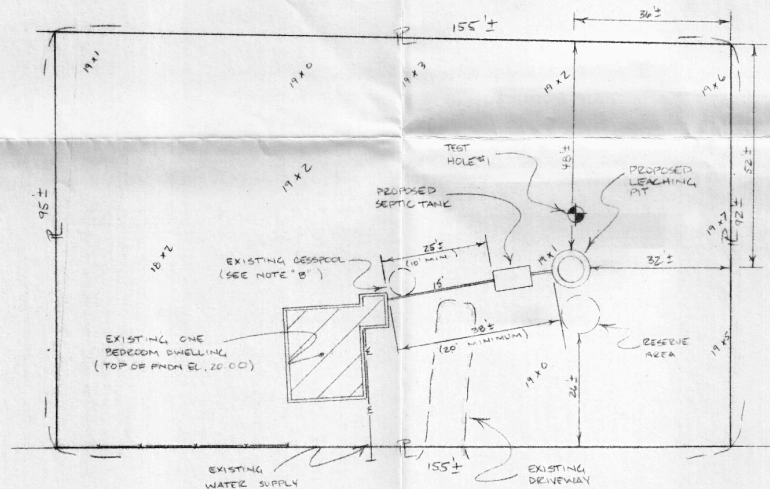 155'±
36'±
19x1
19x0
19x3
19x2
19x6
TEST
HOLE #1
48'±
PROPOSED
LEACHING
PIT
52'±
95'±
19x2
PROPOSED
SEPTIC TANK
19x7
92'±
18x2
EXISTING CESSPOOL
(SEE NOTE "B")
25'±
(10' MIN.)
15'
19x1
32'±
EXISTING ONE
BEDROOM DWELLING
(TOP OF FNDN EL. 20.00)
38'±
(20' MINIMUM)
RESERVE
AREA
19x5
19x0
26'±
EXISTING
WATER SUPPLY
155'±
EXISTING
DRIVEWAY